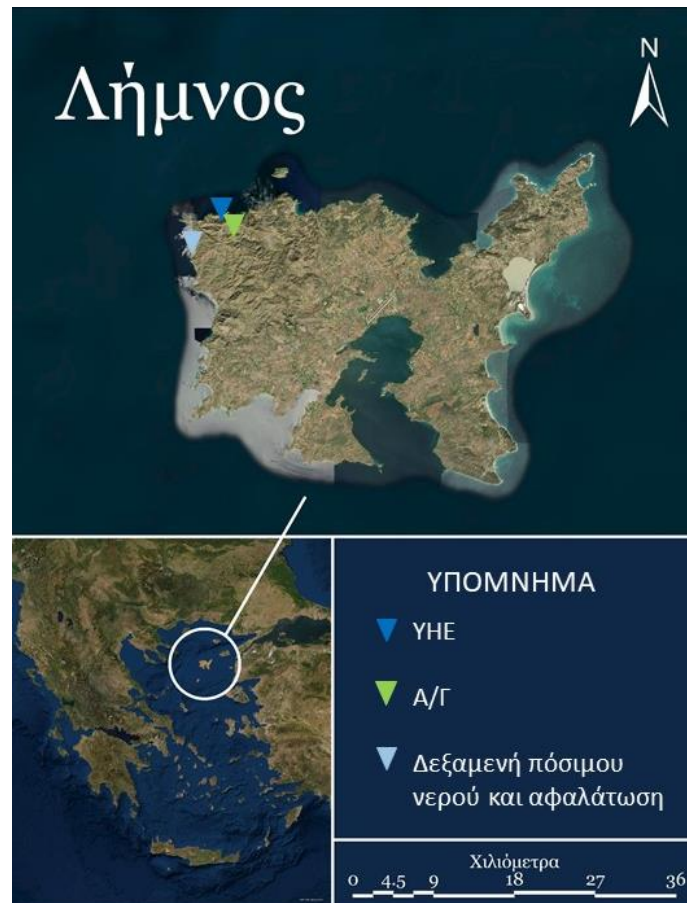 Λήμνος
N
ΥΠΟΜΝΗΜΑ
ΥΗΕ
Α/Γ
Δεξαμενή πόσιμου
νερού και αφαλάτωση
Χιλιόμετρα
0 4.5 9 18 27 36